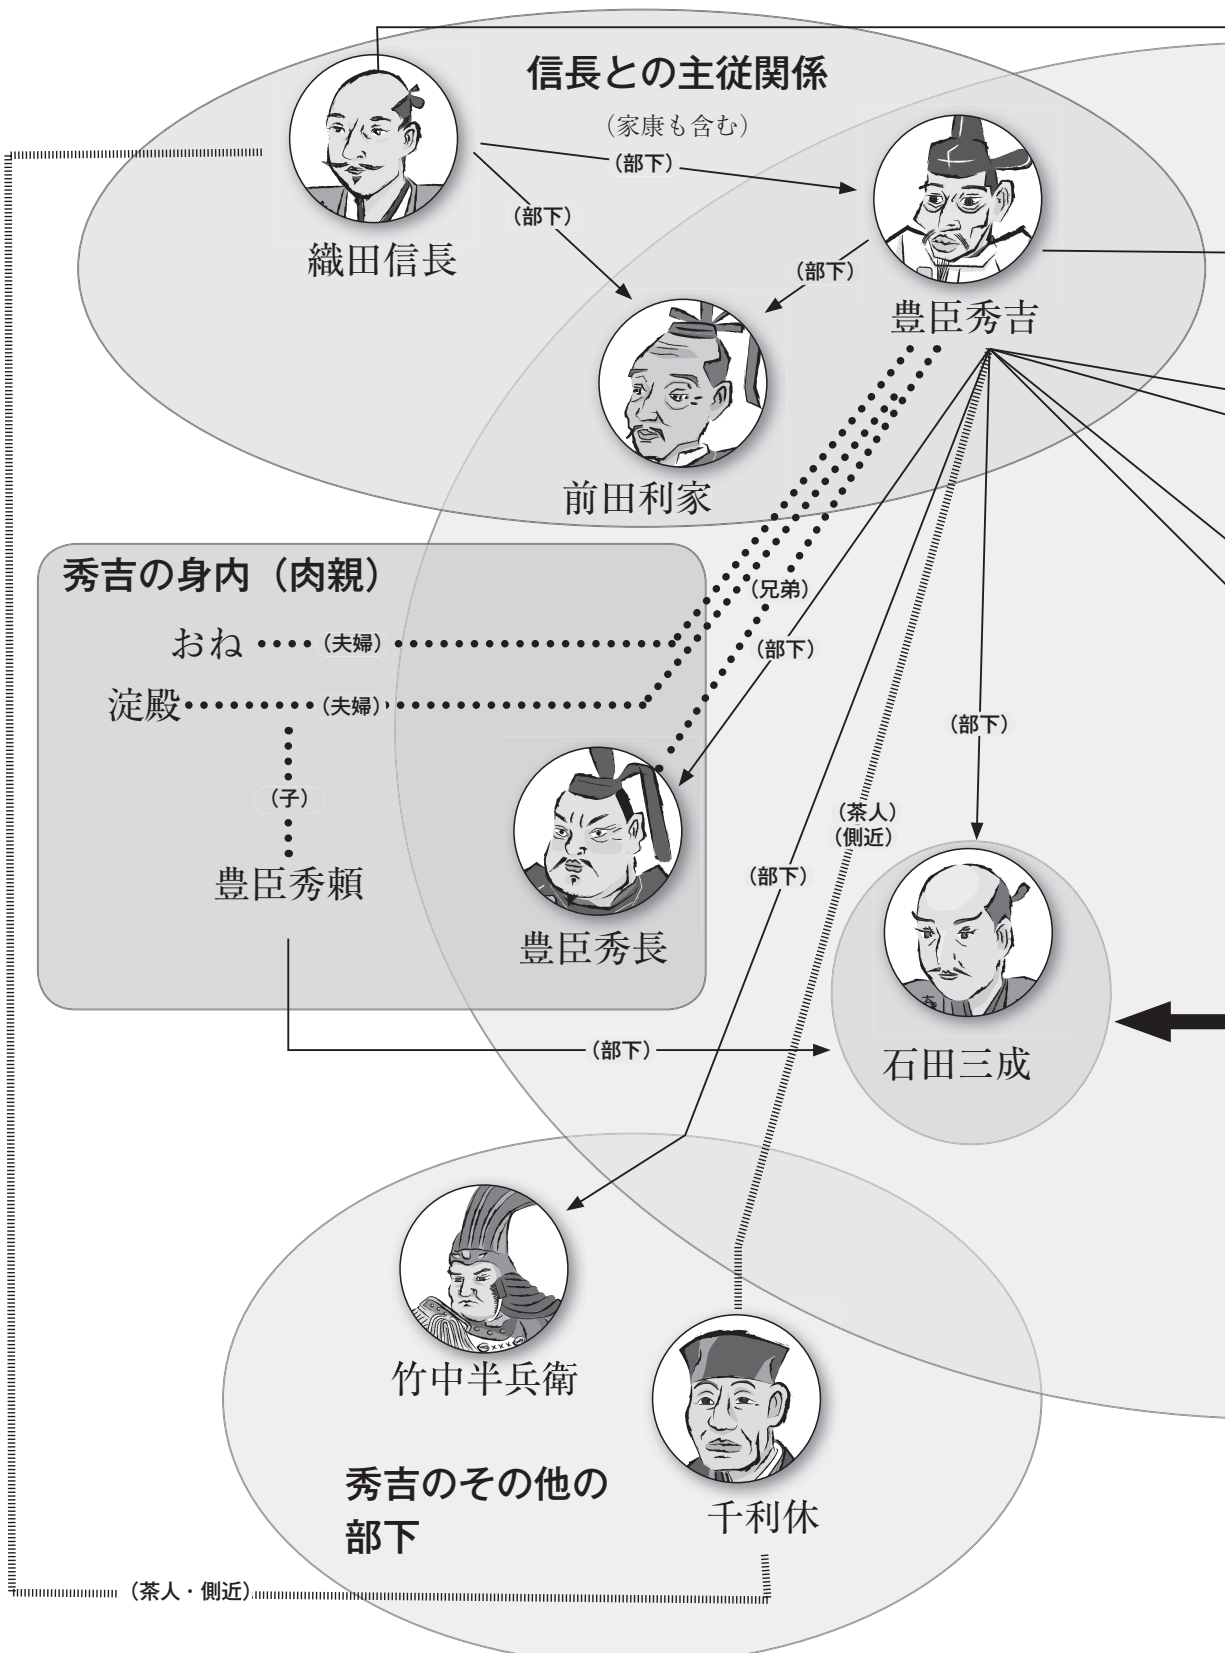 信長との主従関係
（家康も含む）
（部下）
（部下）
織田信長
（部下）
豊臣秀吉
前田利家
秀吉の身内（肉親）
（兄弟）
おね
（夫婦）
（部下）
淀殿
（夫婦）
（部下）
（子）
（茶人）
（側近）
豊臣秀頼
（部下）
豊臣秀長
（部下）
石田三成
竹中半兵衛
秀吉のその他の
部下
千利休
（茶人・側近）